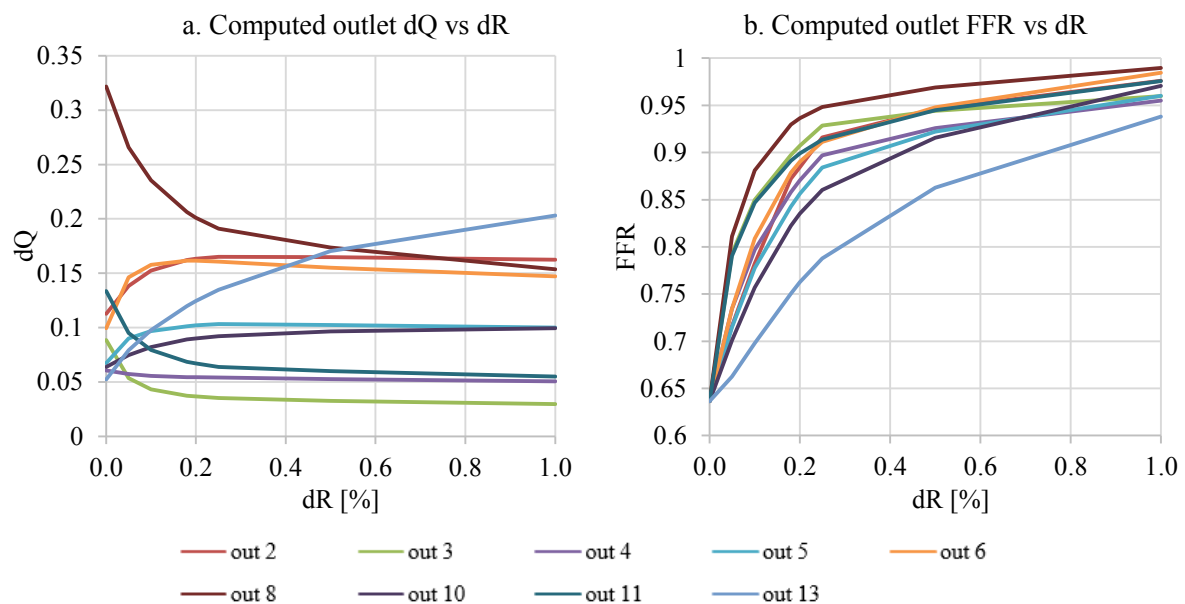 a. Computed outlet dQ vs dR
0.35
0.3
0.25
0.2
0.15
0.1
0.05
0
dQ
0.0 0.2 0.4 0.6 0.8 1.0
dR [%]
b. Computed outlet FFR vs dR
1
0.95
0.9
0.85
0.8
0.75
0.7
0.65
0.6
FFR
0.0 0.2 0.4 0.6 0.8 1.0
dR [%]
out 2 out 3 out 4 out 5 out 6
out 8 out 10 out 11 out 13